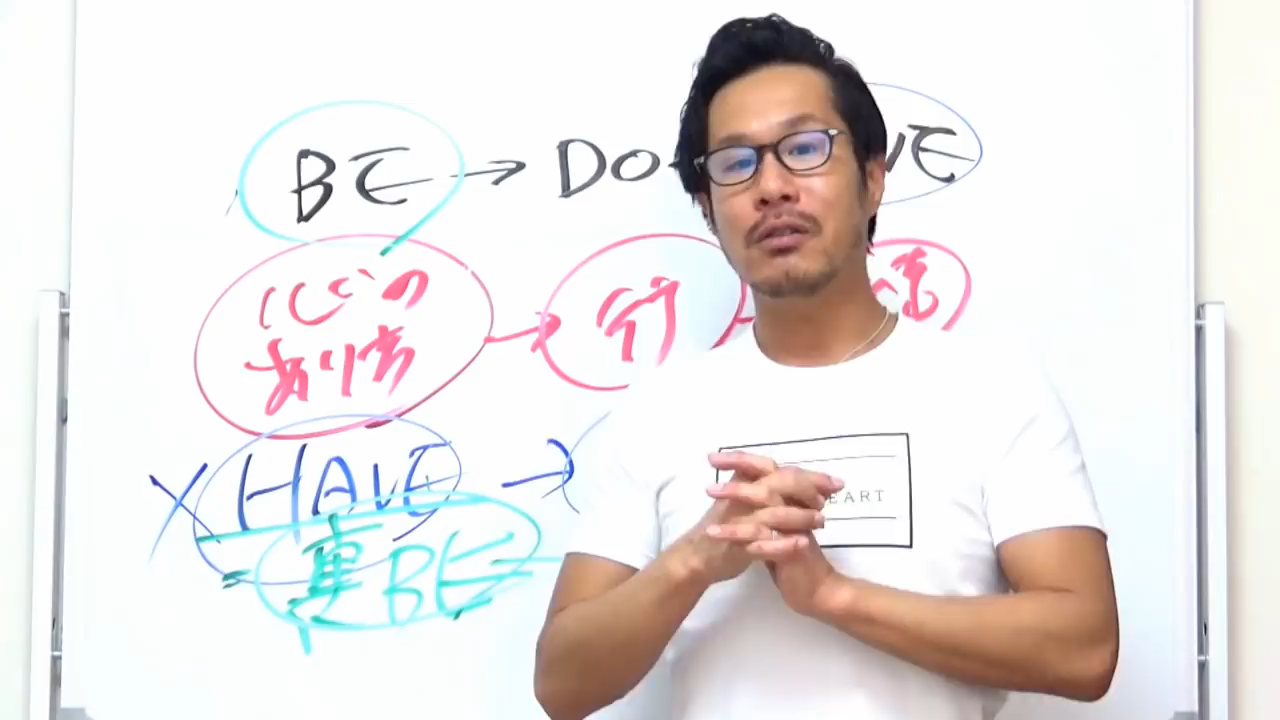 BE → DO
心の → 行
あり方
× HAVE →
真BE
EART